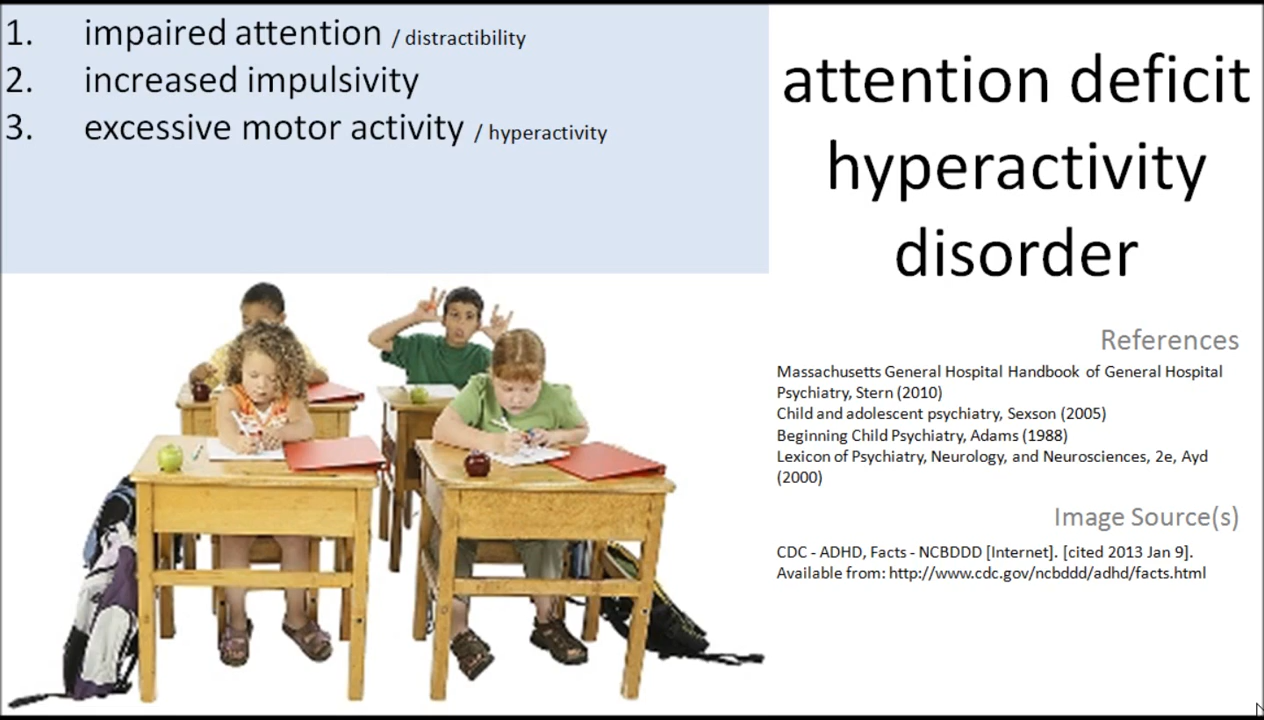 1. impaired attention / distractibility
2. increased impulsivity
3. excessive motor activity / hyperactivity
attention deficit
hyperactivity
disorder
References
Massachusetts General Hospital Handbook of General Hospital
Psychiatry, Stern (2010)
Child and adolescent psychiatry, Sexson (2005)
Beginning Child Psychiatry, Adams (1988)
Lexicon of Psychiatry, Neurology, and Neurosciences, 2e, Ayd
(2000)
Image Source(s)
CDC - ADHD, Facts - NCBDDD [Internet]. [cited 2013 Jan 9].
Available from: http://www.cdc.gov/ncbddd/adhd/facts.html